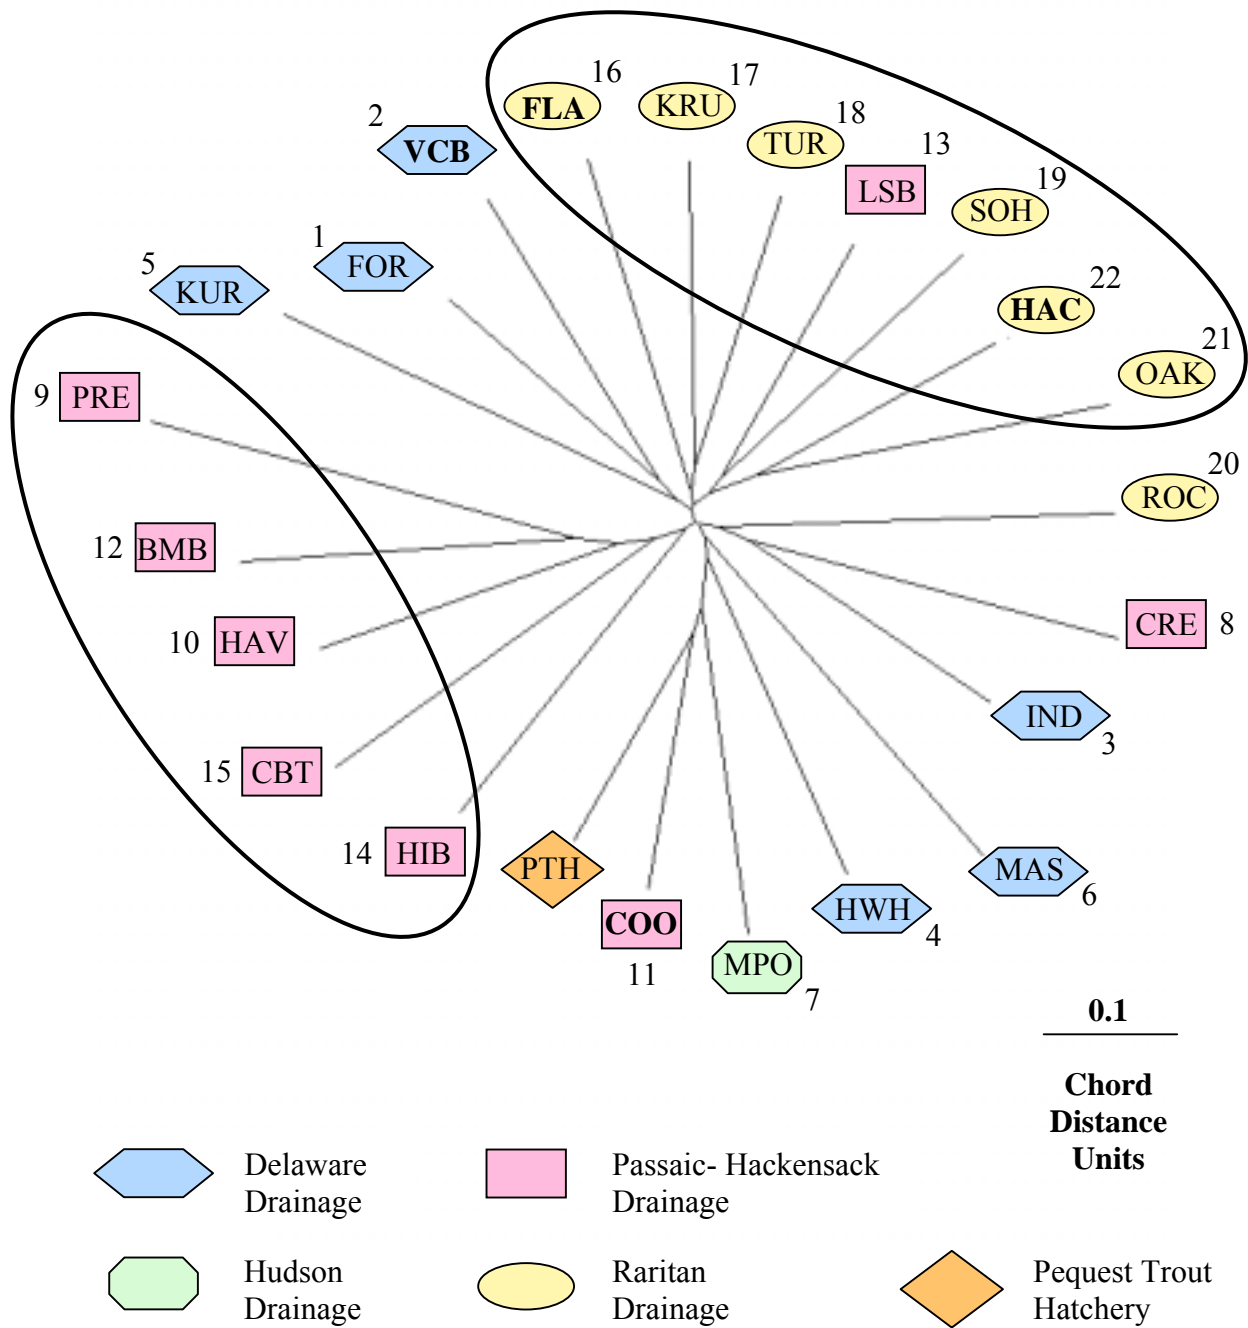 16
FLA
17
KRU
18
TUR
13
LSB
19
SOH
22
HAC
21
OAK
2
VCB
1
FOR
5
KUR
9 PRE
12 BMB
10 HAV
15 CBT
14 HIB
20
ROC
CRE 8
IND
3
MAS
6
HWH
4
MPO
7
COO
11
PTH
0.1
Chord
Distance
Units
Delaware
Drainage
Passaic- Hackensack
Drainage
Hudson
Drainage
Raritan
Drainage
Pequest Trout
Hatchery